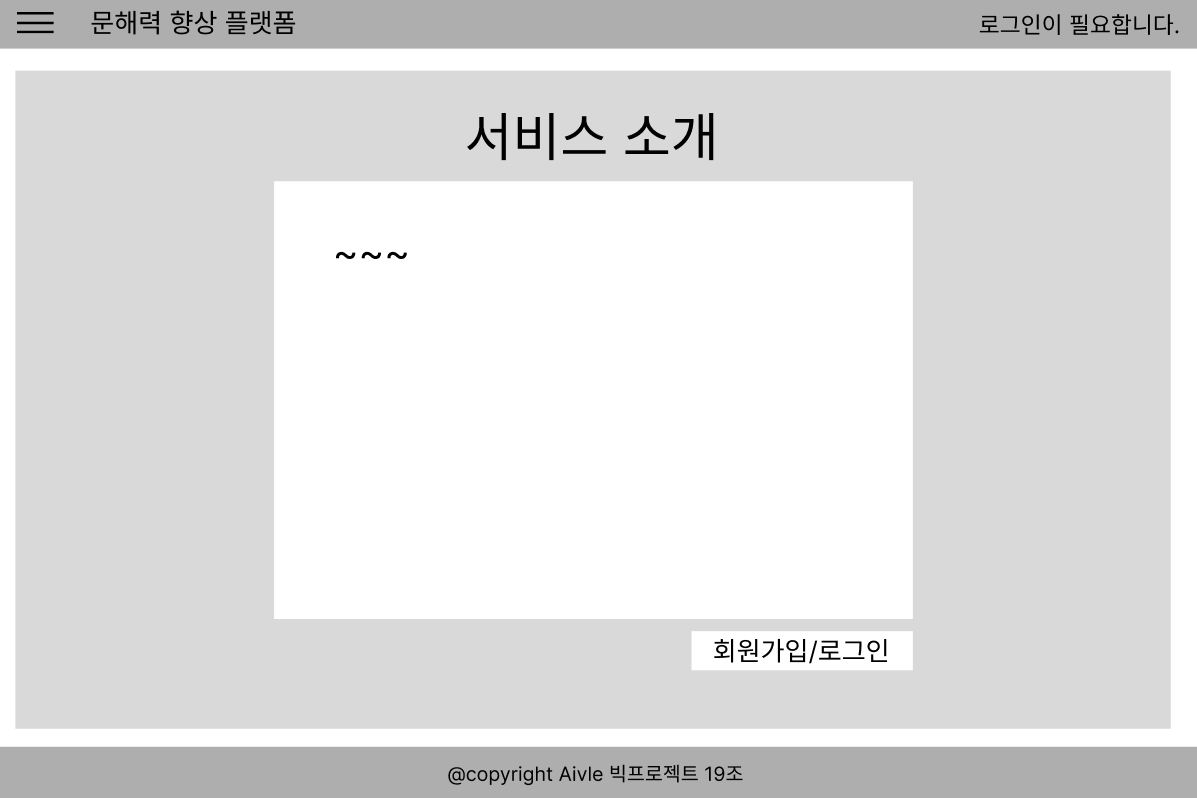 문해력 향상 플랫폼
로그인이 필요합니다.
서비스 소개
~~~
회원가입/로그인
@copyright Aivle 빅프로젝트 19조